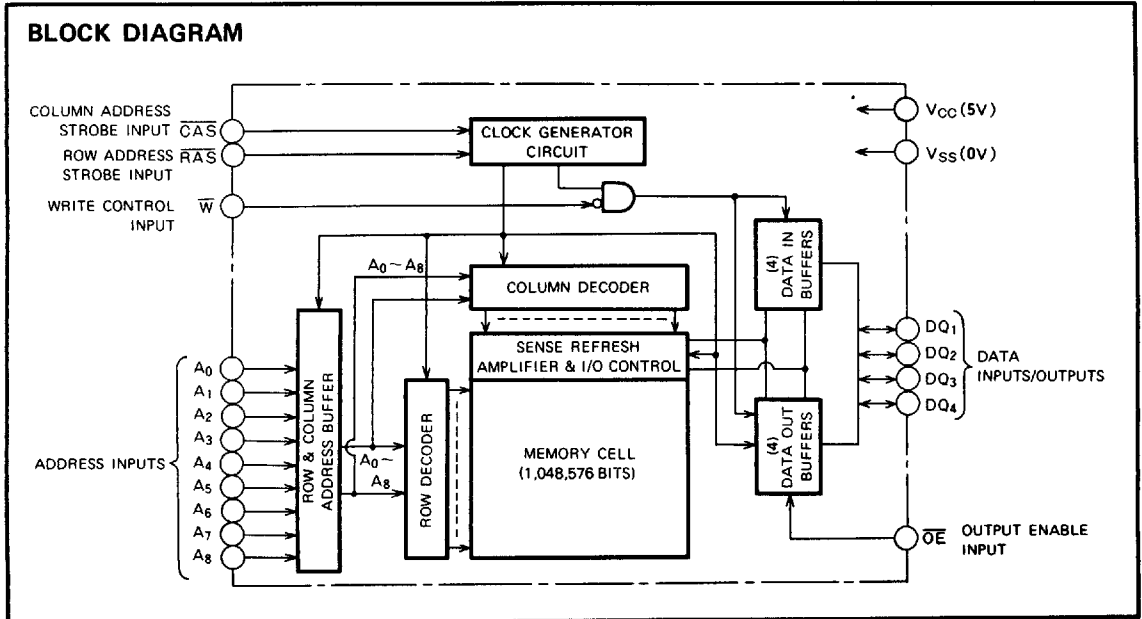 BLOCK DIAGRAM
COLUMN ADDRESS
STROBE INPUT C̅A̅S̅
ROW ADDRESS R̅A̅S̅
STROBE INPUT
WRITE CONTROL W̅
INPUT
CLOCK GENERATOR
CIRCUIT
VCC (5V)
VSS (0V)
A0~A8
COLUMN DECODER
SENSE REFRESH
AMPLIFIER & I/O CONTROL
MEMORY CELL
(1,048,576 BITS)
ROW & COLUMN
ADDRESS BUFFER
ROW DECODER
A0~
A8
(4)
DATA IN
BUFFERS
(4)
DATA OUT
BUFFERS
ADDRESS INPUTS
A0
A1
A2
A3
A4
A5
A6
A7
A8
DQ1
DQ2
DQ3
DQ4
DATA
INPUTS/OUTPUTS
O̅E̅ OUTPUT ENABLE
INPUT